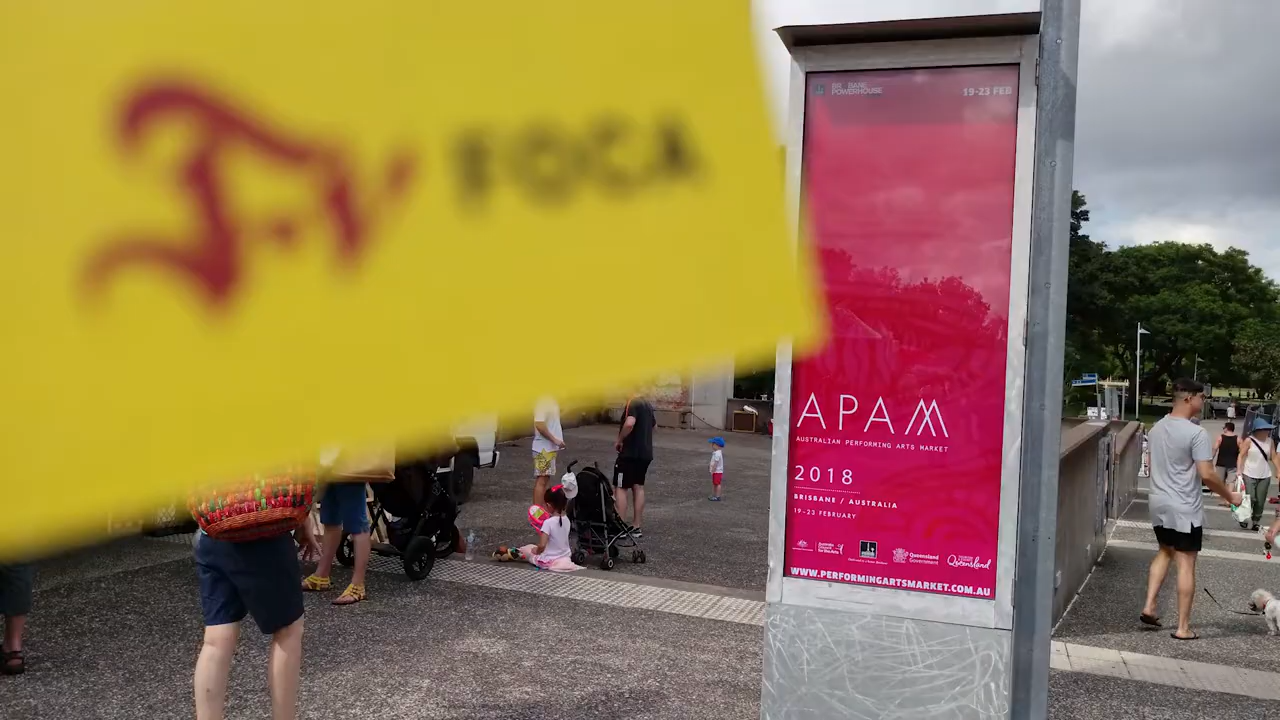 FOCA
BRISBANE
POWERHOUSE
19-23 FEB
APAM
AUSTRALIAN PERFORMING ARTS MARKET
2018
BRISBANE / AUSTRALIA
19-23 FEBRUARY
Queensland
Government
Queensland
WWW.PERFORMINGARTSMARKET.COM.AU